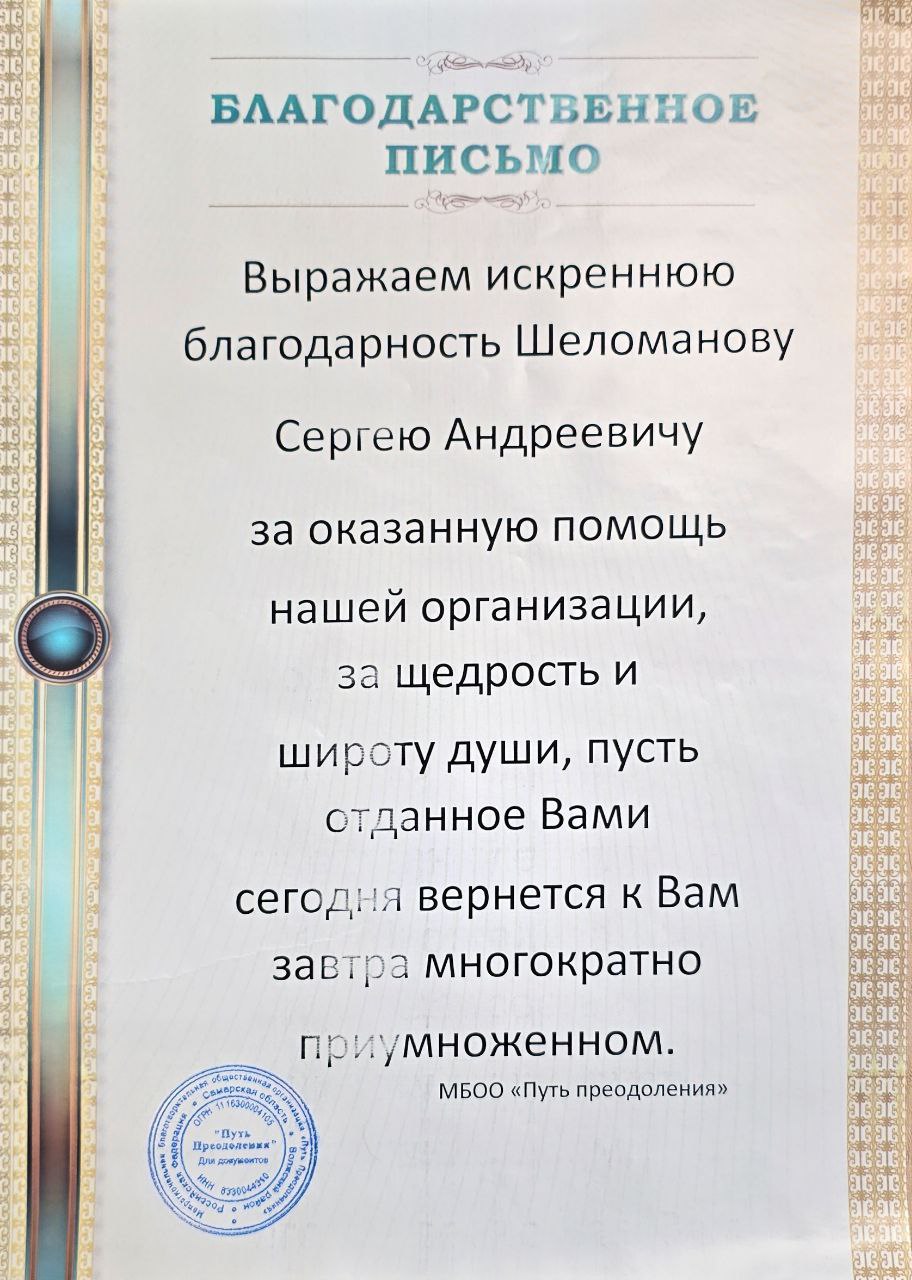 БЛАГОДАРСТВЕННОЕ
ПИСЬМО
Выражаем искреннюю
благодарность Шеломанову
Сергею Андреевичу
за оказанную помощь
нашей организации,
за щедрость и
широту души, пусть
отданное Вами
сегодня вернется к Вам
завтра многократно
приумноженном.
МБОО «Путь преодоления»
Межрегиональная благотворительная общественная организация «Путь Преодоления»
Российская Федерация • Самарская область • Волжский район
ОГРН 1116300004105
"Путь
Преодоления"
Для документов
ИНН